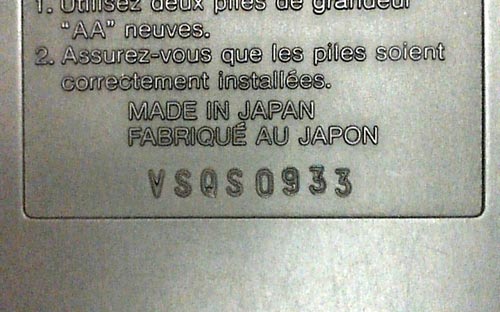 1. Utilisez deux piles de grandeur
"AA" neuves.
2. Assurez-vous que les piles soient
correctement installées.
MADE IN JAPAN
FABRIQUÉ AU JAPON
VSQS0933